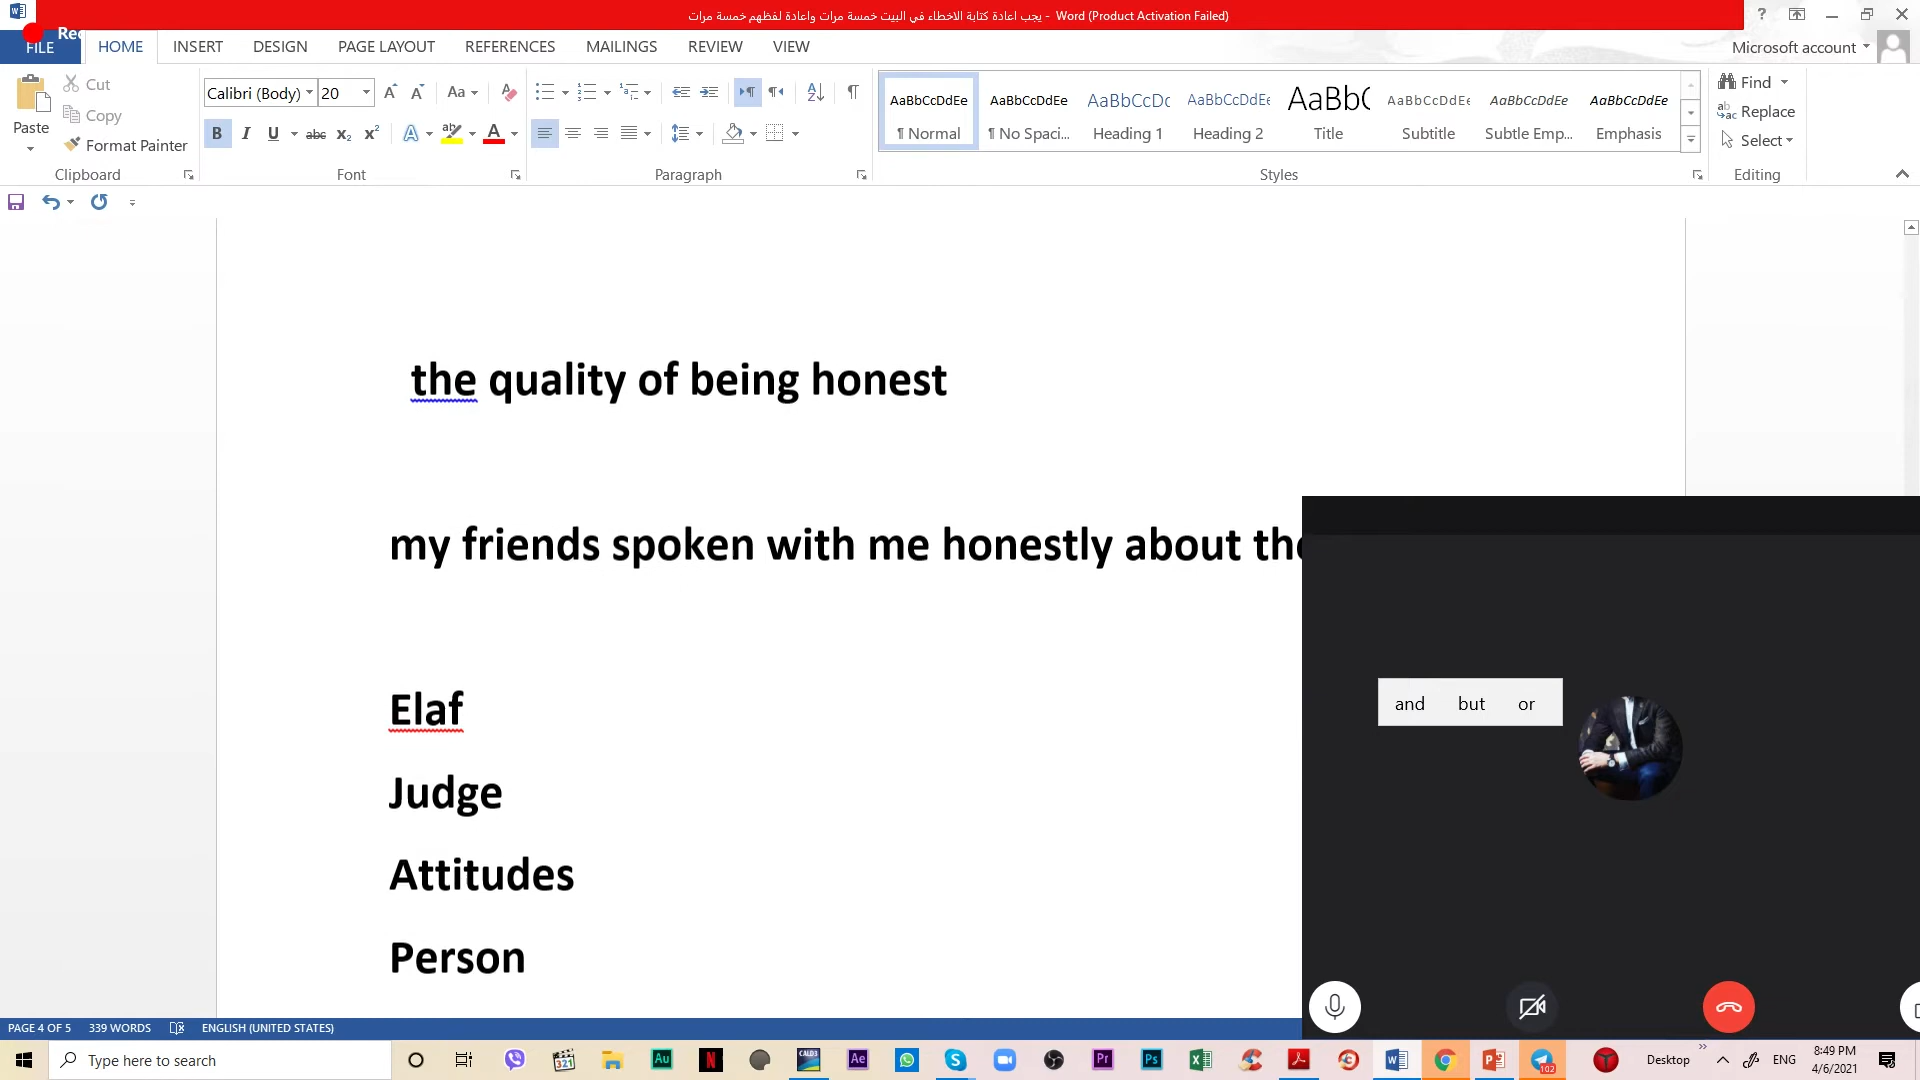 يجب اعادة كتابة الاخطاء في البيت خمسة مرات واعادة لفظهم خمسة مرات - Word (Product Activation Failed)
FILE HOME INSERT DESIGN PAGE LAYOUT REFERENCES MAILINGS REVIEW VIEW
Microsoft account
Paste
Cut
Copy
Format Painter
Clipboard
Calibri (Body) 20
Font
Paragraph
AaBbCcDdEe AaBbCcDdEe AaBbCcDc AaBbCcDdEe AaBb( AaBbCcDdEe AaBbCcDdEe AaBbCcDdEe
¶ Normal ¶ No Spaci... Heading 1 Heading 2 Title Subtitle Subtle Emp... Emphasis
Styles
Find
Replace
Select
Editing
the quality of being honest
my friends spoken with me honestly about
Elaf
Judge
Attitudes
Person
and but or
PAGE 4 OF 5 339 WORDS ENGLISH (UNITED STATES)
Type here to search
Desktop
ENG
8:49 PM
4/6/2021